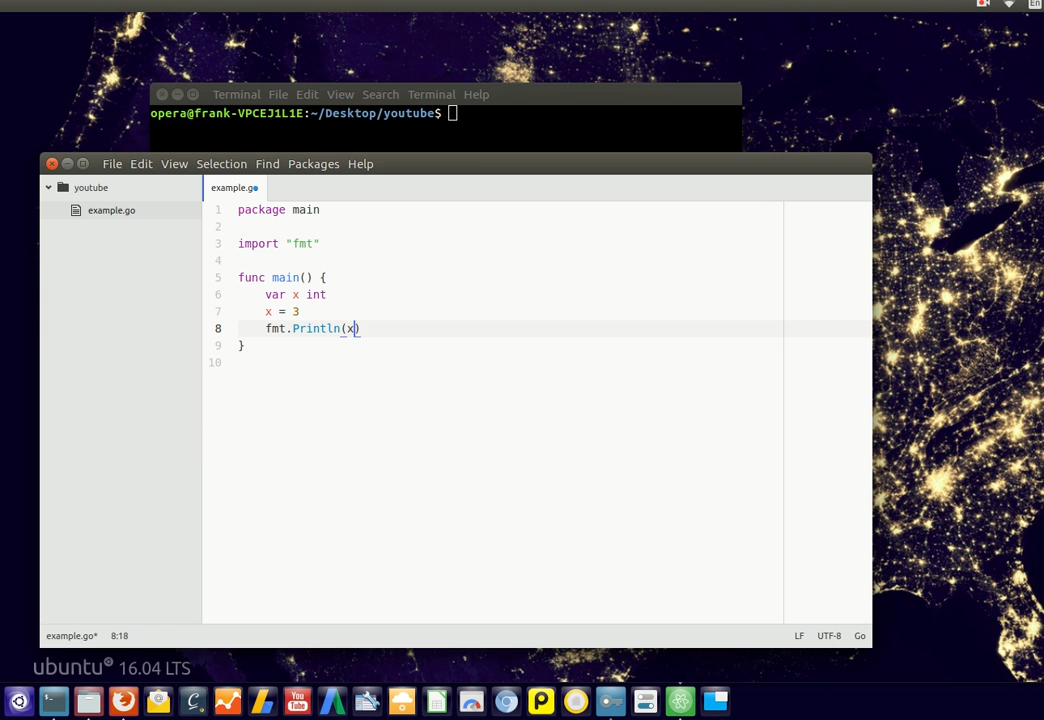 En
Terminal File Edit View Search Terminal Help
opera@frank-VPCEJ1L1E:~/Desktop/youtube$
File Edit View Selection Find Packages Help
youtube
example.go
example.go
1 package main
2
3 import "fmt"
4
5 func main() {
6 var x int
7 x = 3
8 fmt.Println(x)
9 }
10
example.go* 8:18 LF UTF-8 Go
ubuntu 16.04 LTS
You Tube